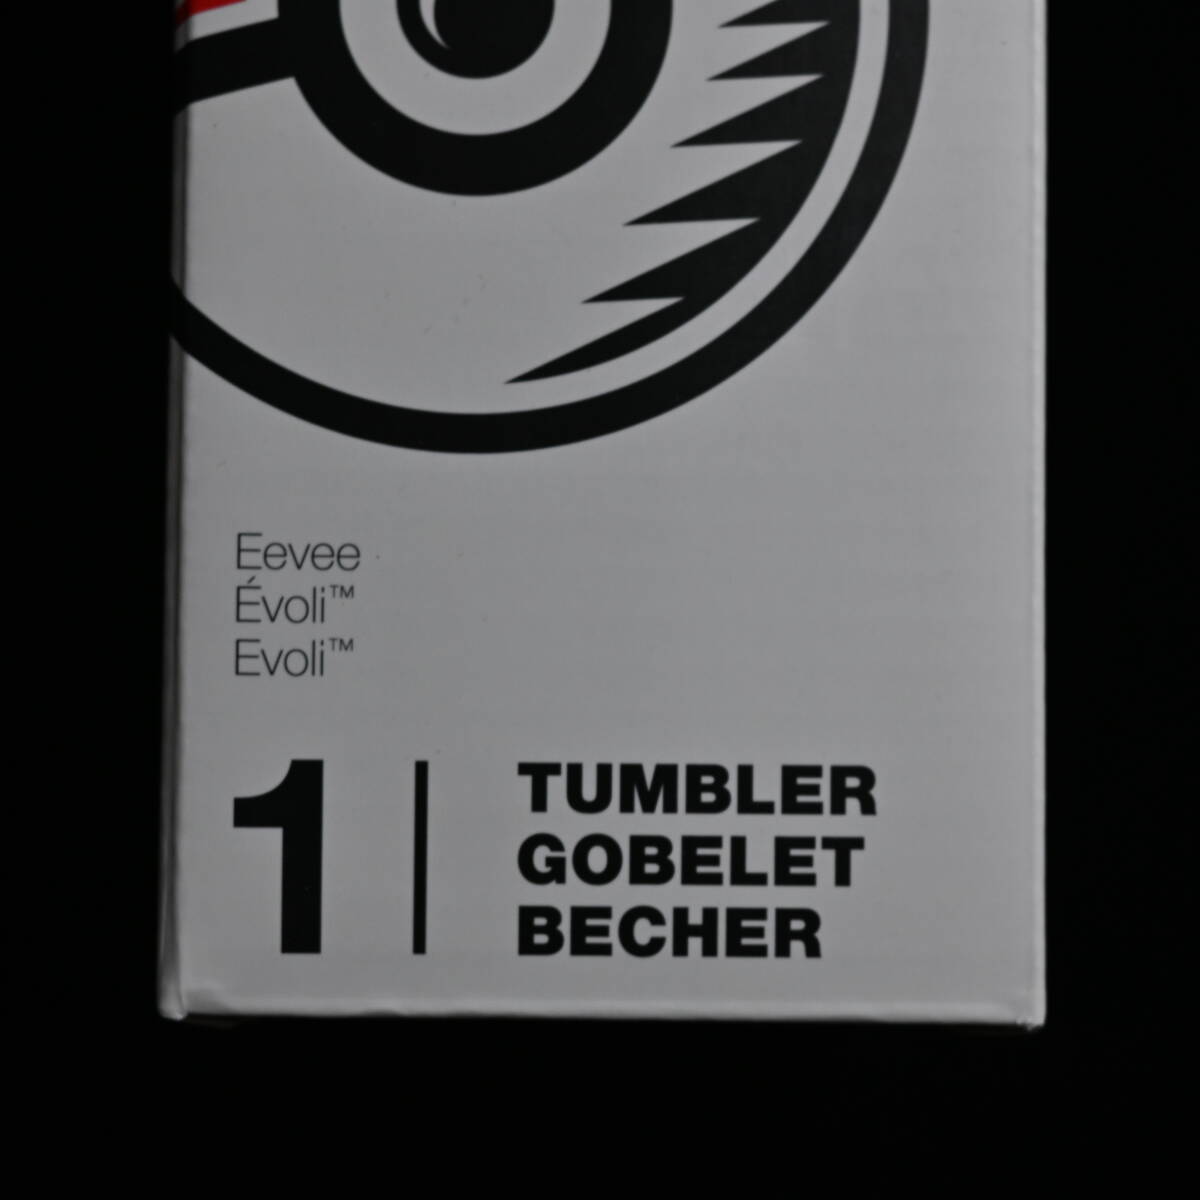 Eevee
Évoli™
Evoli™
1
TUMBLER
GOBELET
BECHER